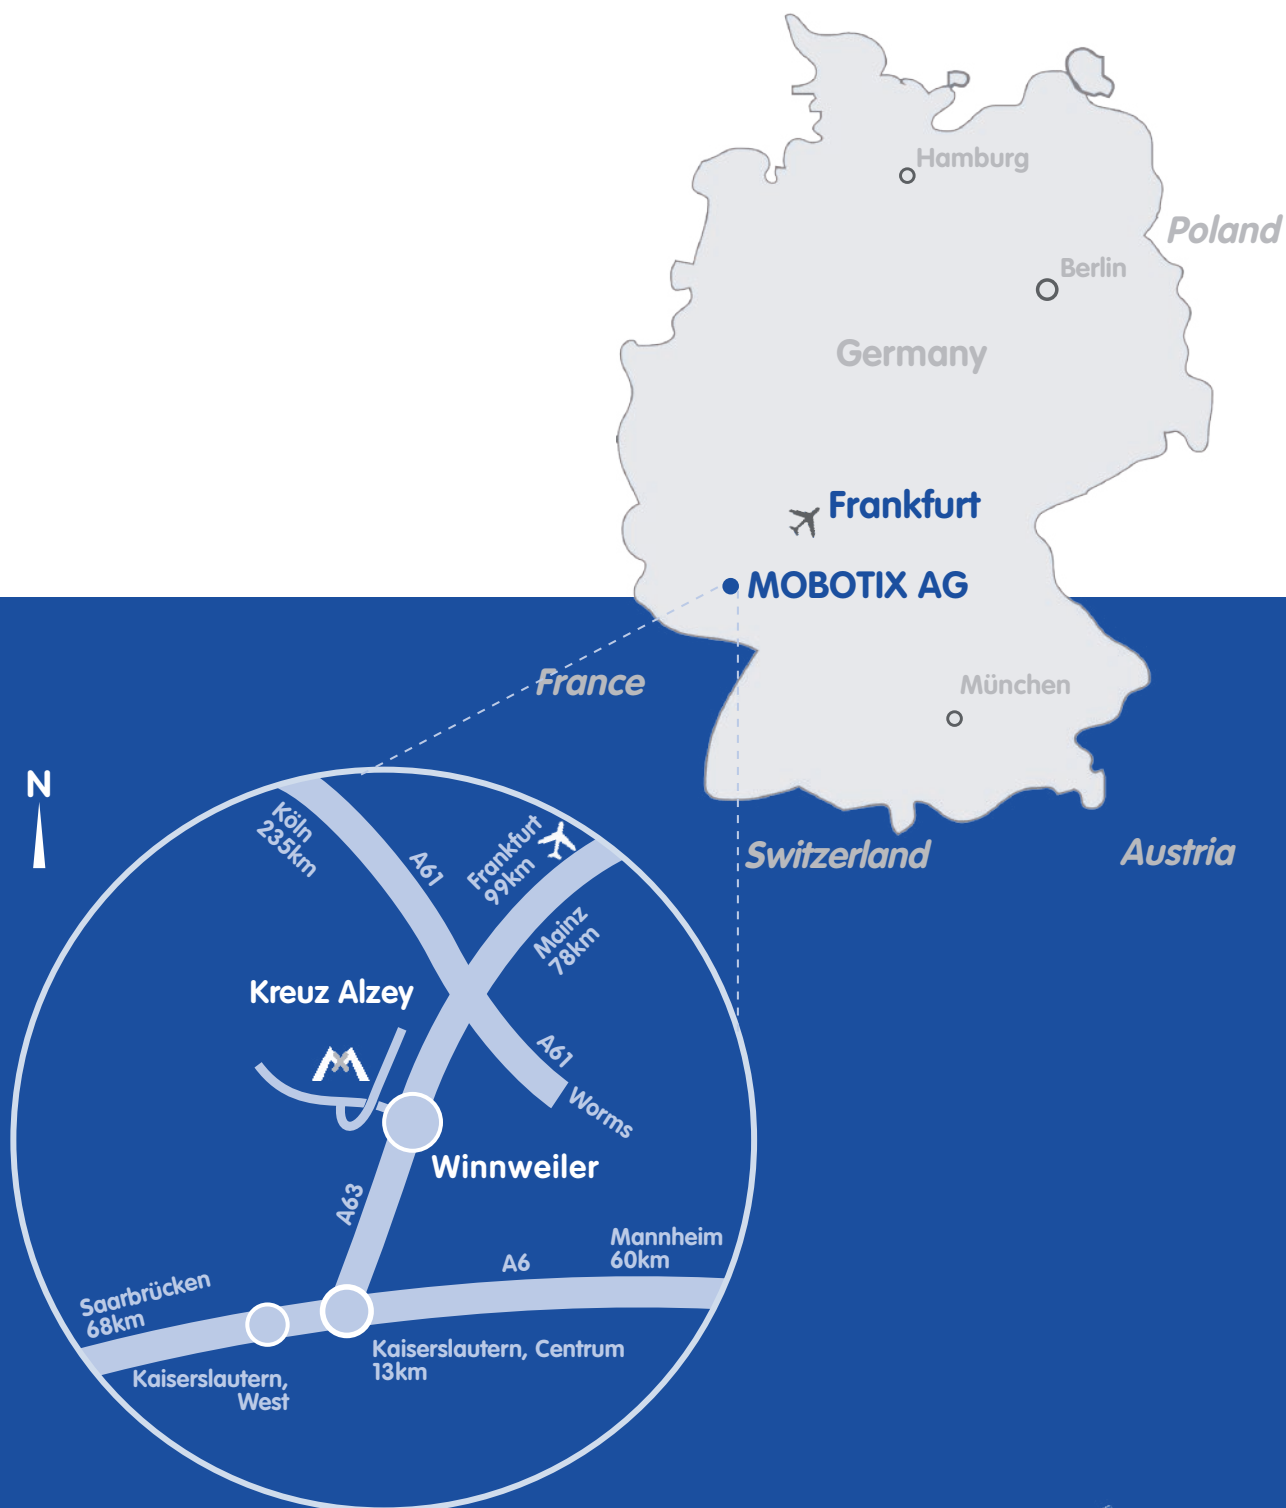 Hamburg
Poland
Berlin
Germany
Frankfurt
MOBOTIX AG
France
München
N
Switzerland
Austria
Köln
235km
A61
Frankfurt
99km
Mainz
78km
Kreuz Alzey
A61
Worms
Winnweiler
A63
Mannheim
60km
A6
Saarbrücken
68km
Kaiserslautern, Centrum
13km
Kaiserslautern,
West